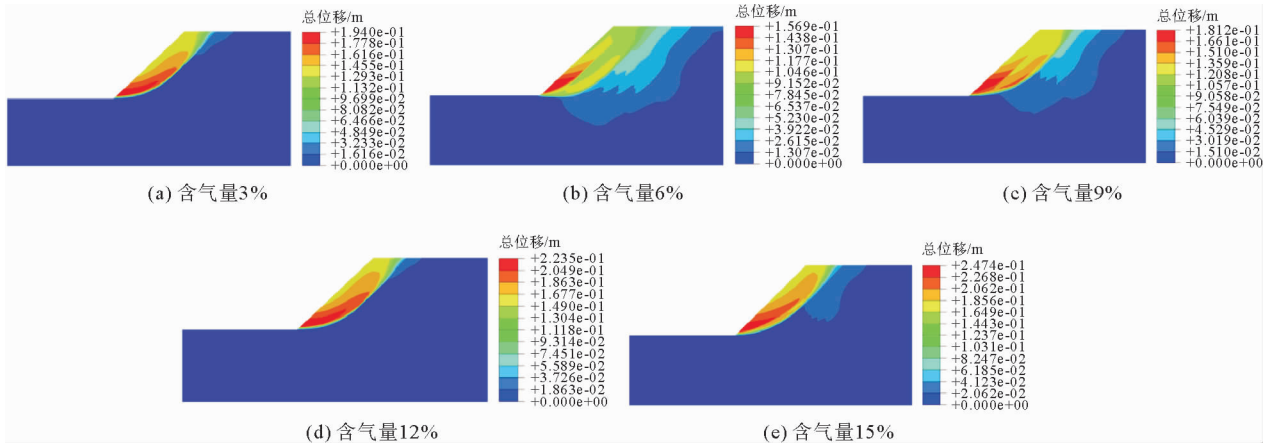 总位移/m
+1.940e-01
+1.778e-01
+1.616e-01
+1.455e-01
+1.293e-01
+1.131e-01
+9.699e-02
+8.082e-02
+6.466e-02
+4.849e-02
+3.233e-02
+1.616e-02
+0.000e+00
(a) 含气量3%
总位移/m
+1.569e-01
+1.438e-01
+1.307e-01
+1.177e-01
+1.046e-01
+9.152e-02
+7.845e-02
+6.537e-02
+5.230e-02
+3.922e-02
+2.615e-02
+1.307e-02
+0.000e+00
(b) 含气量6%
总位移/m
+1.812e-01
+1.661e-01
+1.510e-01
+1.359e-01
+1.208e-01
+1.057e-01
+9.058e-02
+7.549e-02
+6.039e-02
+4.529e-02
+3.019e-02
+1.510e-02
+0.000e+00
(c) 含气量9%
总位移/m
+2.235e-01
+2.049e-01
+1.863e-01
+1.677e-01
+1.490e-01
+1.304e-01
+1.118e-01
+9.314e-02
+7.451e-02
+5.589e-02
+3.726e-02
+1.863e-02
+0.000e+00
(d) 含气量12%
总位移/m
+2.474e-01
+2.268e-01
+2.062e-01
+1.856e-01
+1.649e-01
+1.443e-01
+1.237e-01
+1.031e-01
+8.247e-02
+6.185e-02
+4.123e-02
+2.062e-02
+0.000e+00
(e) 含气量15%